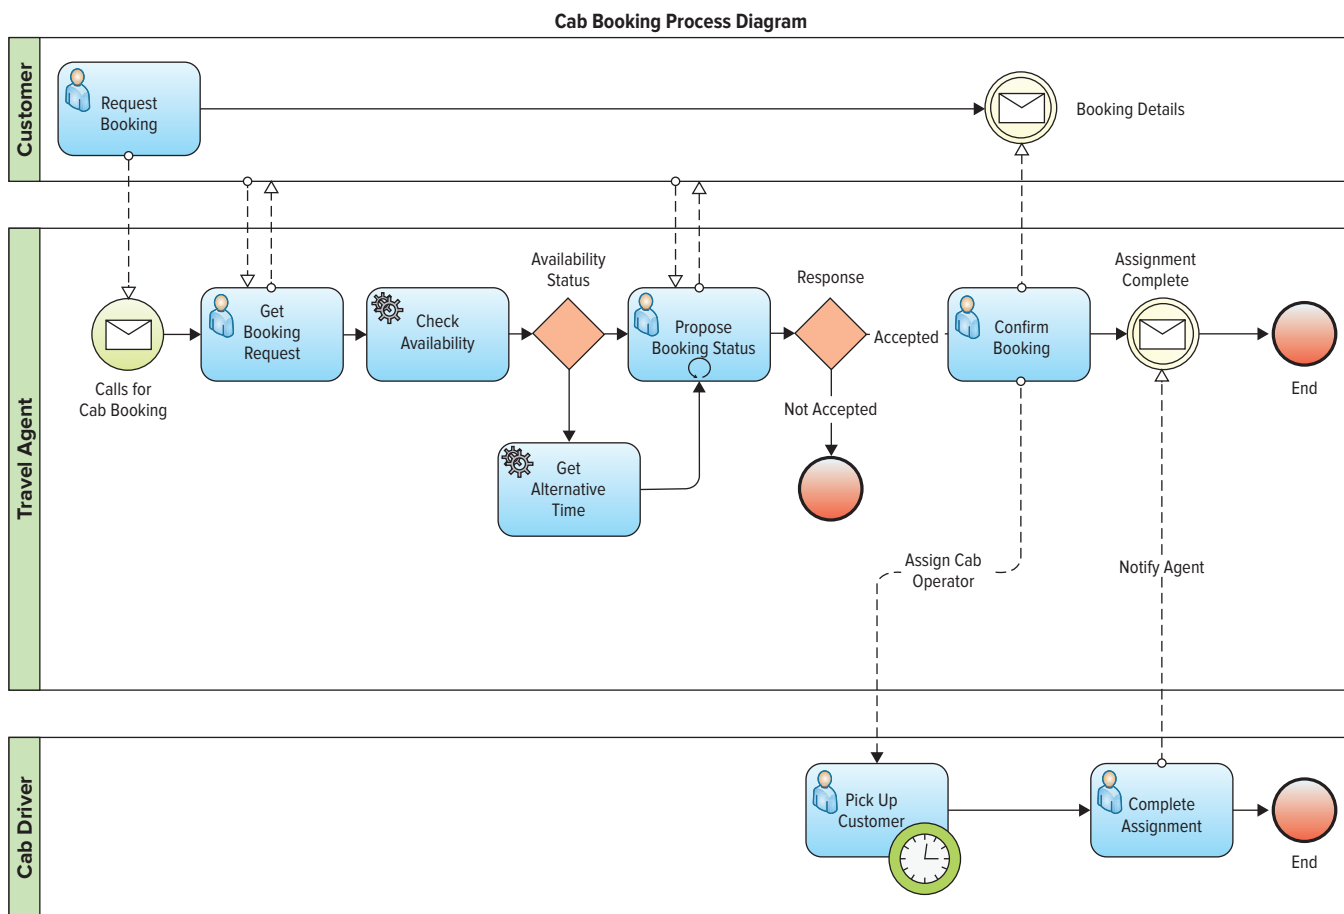 Cab Booking Process Diagram
Customer
Request
Booking
Booking Details
Travel Agent
Calls for
Cab Booking
Get
Booking
Request
Check
Availability
Availability
Status
Get
Alternative
Time
Propose
Booking Status
Response
Accepted
Not Accepted
Confirm
Booking
Assignment
Complete
End
Assign Cab
Operator
Notify Agent
Cab Driver
Pick Up
Customer
Complete
Assignment
End